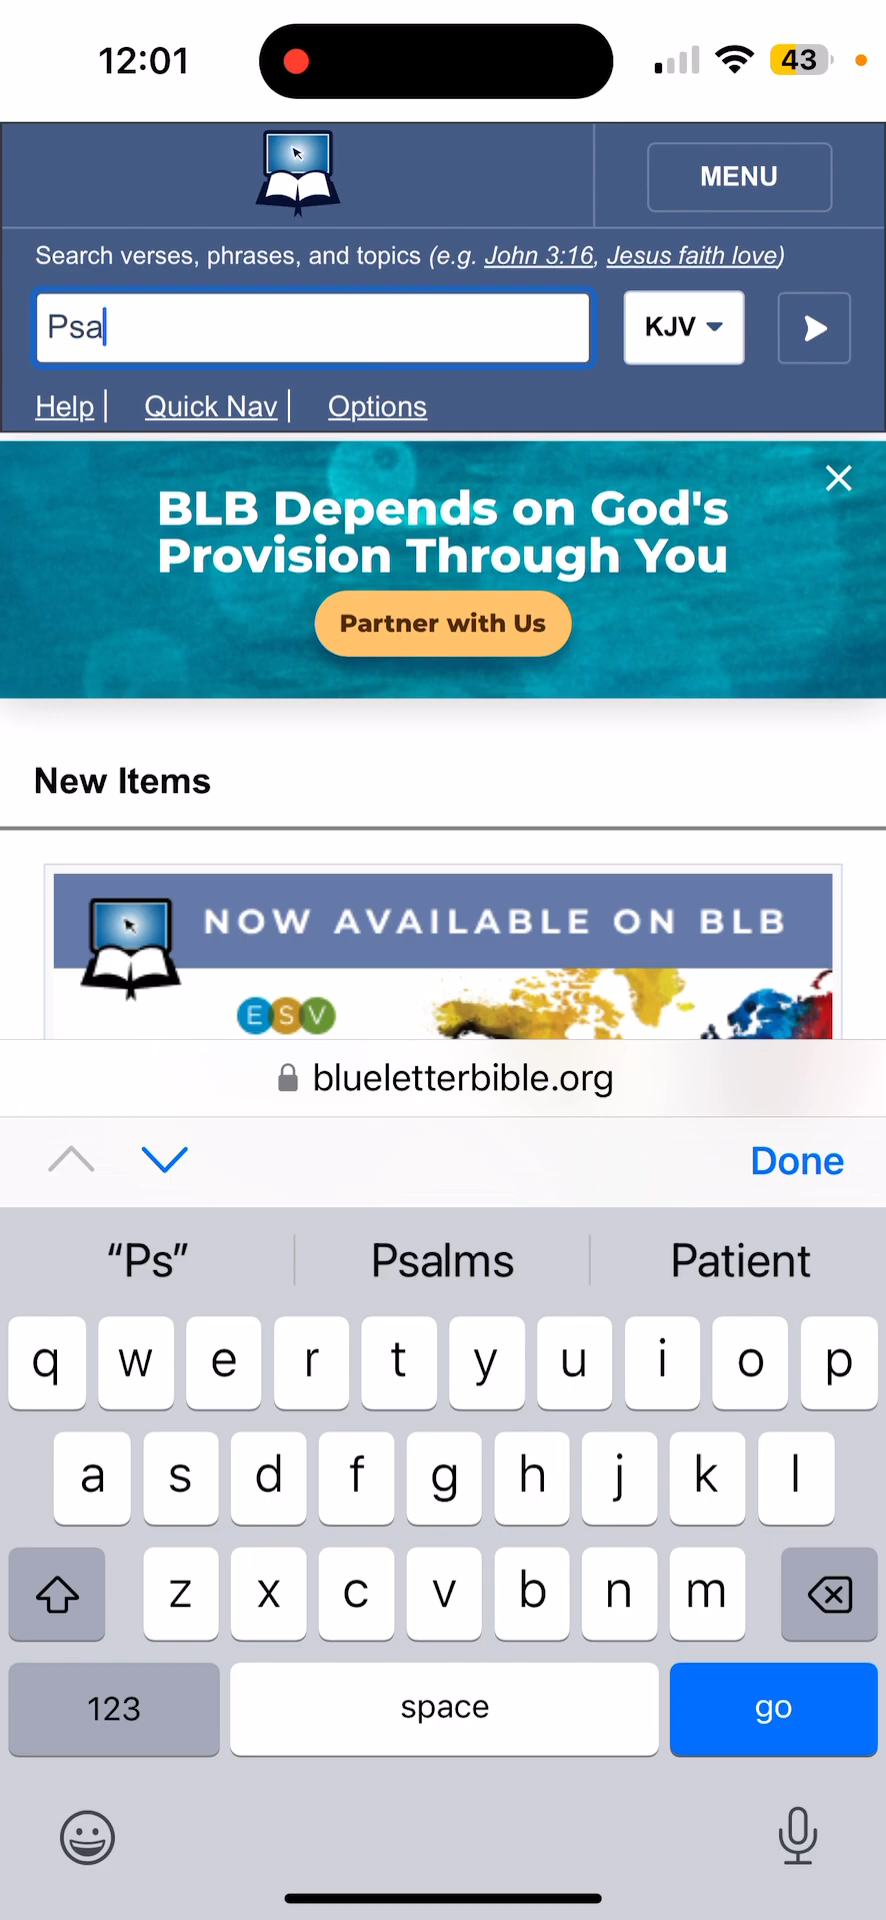 12:01
43
MENU
Search verses, phrases, and topics (e.g. John 3:16, Jesus faith love)
Psa
KJV
Help | Quick Nav | Options
BLB Depends on God's
Provision Through You
Partner with Us
New Items
NOW AVAILABLE ON BLB
ESV
blueletterbible.org
Done
“Ps” Psalms Patient
q w e r t y u i o p
a s d f g h j k l
z x c v b n m
123 space go